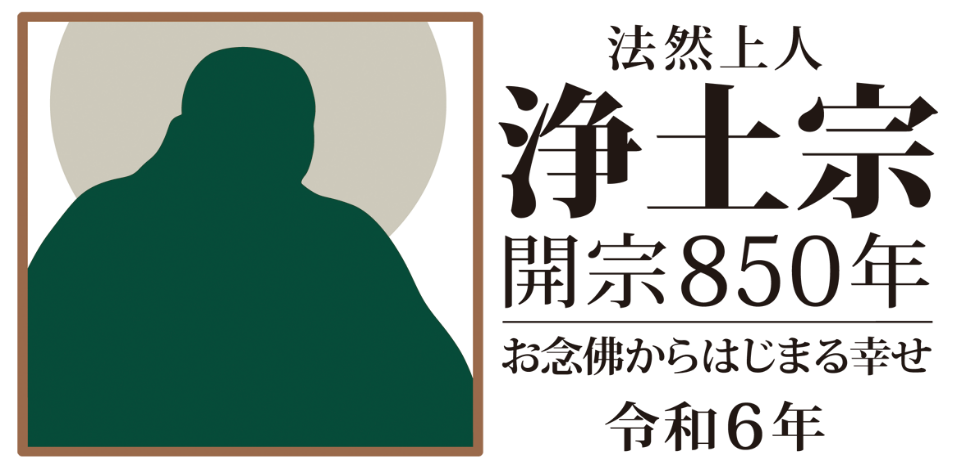 法然上人
浄土宗
開宗850年
お念佛からはじまる幸せ
令和6年